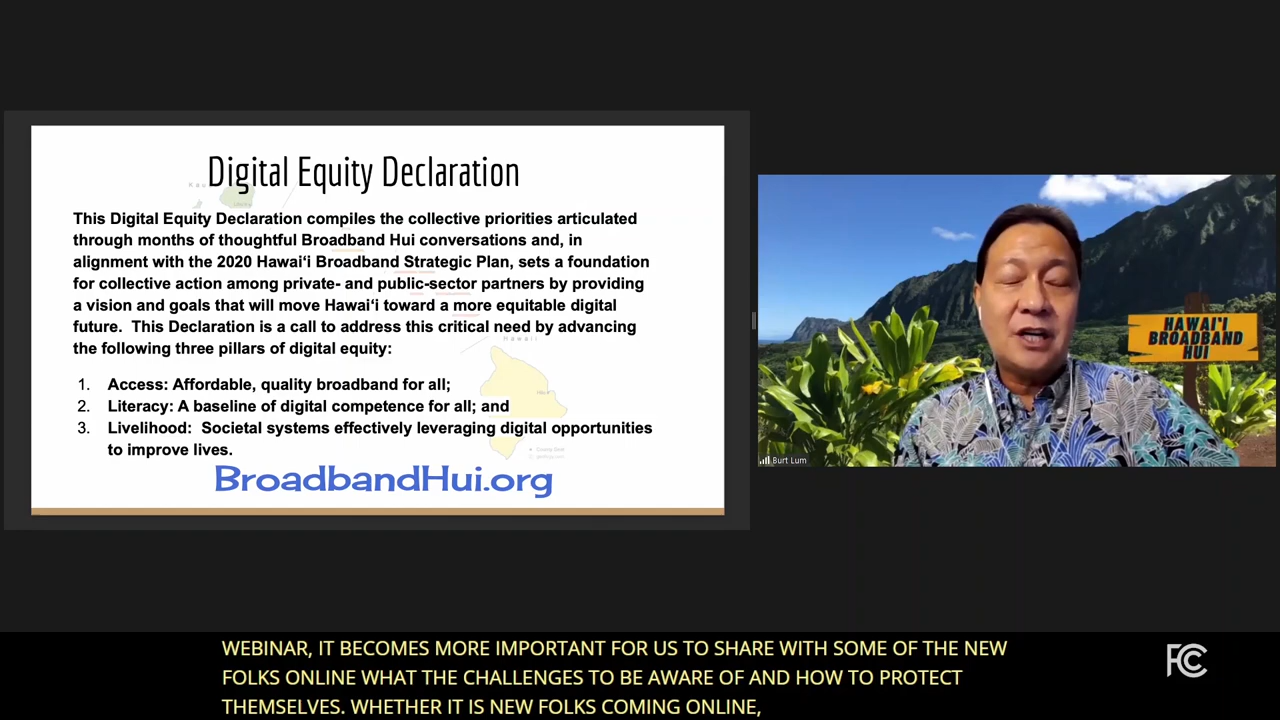 Digital Equity Declaration
This Digital Equity Declaration compiles the collective priorities articulated
through months of thoughtful Broadband Hui conversations and, in
alignment with the 2020 Hawaiʻi Broadband Strategic Plan, sets a foundation
for collective action among private- and public-sector partners by providing
a vision and goals that will move Hawaiʻi toward a more equitable digital
future. This Declaration is a call to address this critical need by advancing
the following three pillars of digital equity:
1. Access: Affordable, quality broadband for all;
2. Literacy: A baseline of digital competence for all; and
3. Livelihood: Societal systems effectively leveraging digital opportunities
to improve lives.
BroadbandHui.org
Hawaii
HAWAI'I
BROADBAND
HUI
Burt Lum
WEBINAR, IT BECOMES MORE IMPORTANT FOR US TO SHARE WITH SOME OF THE NEW
FOLKS ONLINE WHAT THE CHALLENGES TO BE AWARE OF AND HOW TO PROTECT
THEMSELVES. WHETHER IT IS NEW FOLKS COMING ONLINE,
FCC